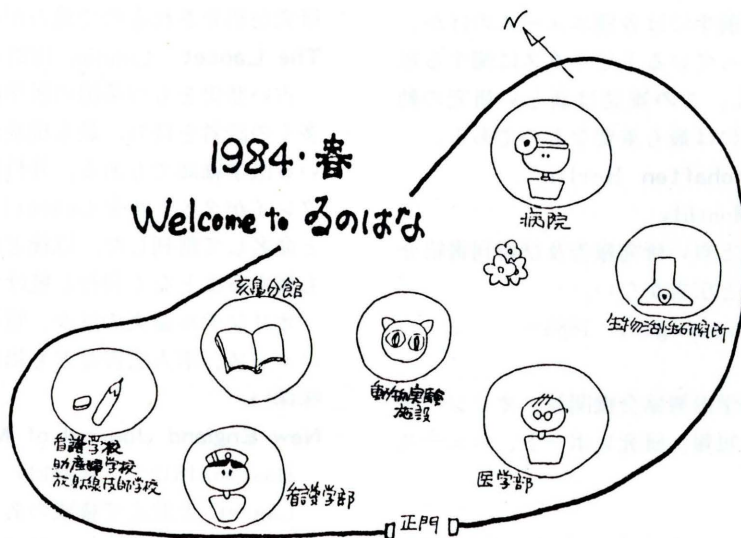 N
1984・春
Welcome to ゐのはな
病院
亥鼻分館
生物活性研究所
動物実験
施設
看護学校
助産婦学校
放射線技師学校
看護学部
医学部
正門